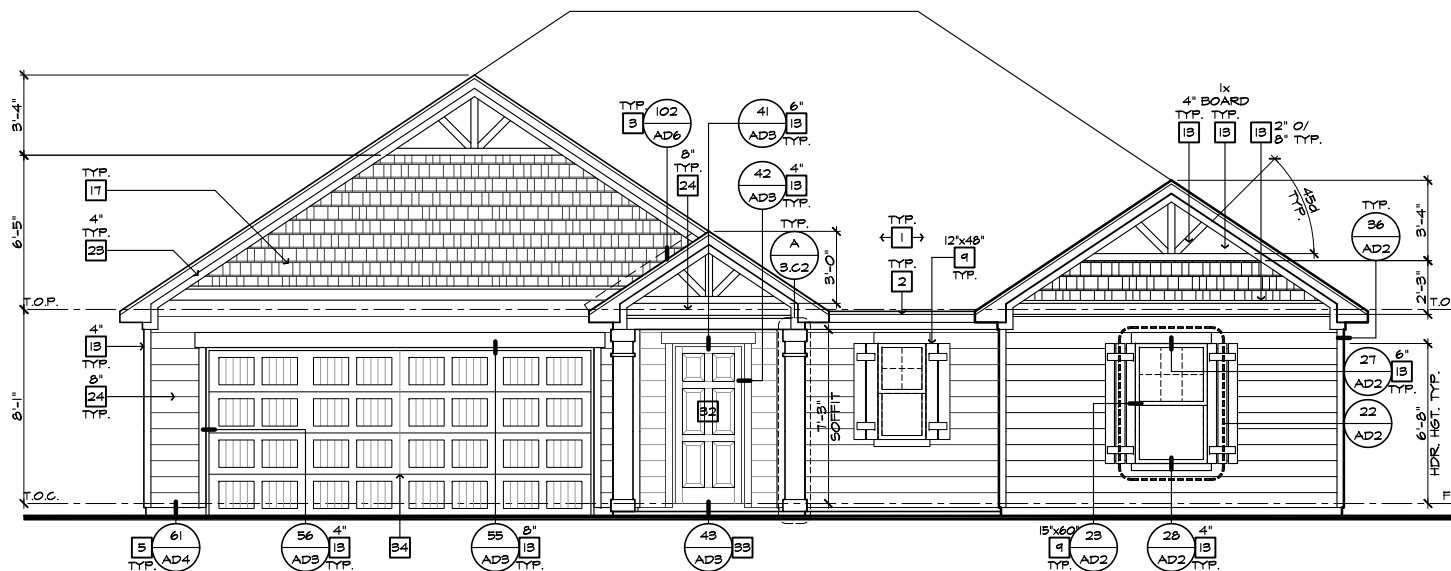 3'-4"
6'-5"
8'-1"
T.O.P.
T.O.C.
TYP.
17
4"
TYP.
23
4"
13
TYP.
8"
24
TYP.
TYP.
3
102
AD6
8"
TYP.
24
41
AD3
6"
13
TYP.
42
AD3
4"
13
TYP.
TYP.
A
3.C2
3'-0"
TYP.
1
TYP.
2
12"x48"
9
TYP.
1x
4" BOARD
TYP.
13
TYP.
13
13
2" O/
8" TYP.
45d
TYP.
TYP.
36
AD2
3'-4"
2'-3"
T.O
27
AD2
6"
13
TYP.
22
AD2
6'-8"
HDR. HGT. TYP.
F
32
7'-3"
SOFFIT
5
TYP.
61
AD4
56
AD3
4"
13
TYP.
34
55
AD3
8"
13
TYP.
43
AD3
33
15"x60"
9
TYP.
23
AD2
28
AD2
4"
13
TYP.